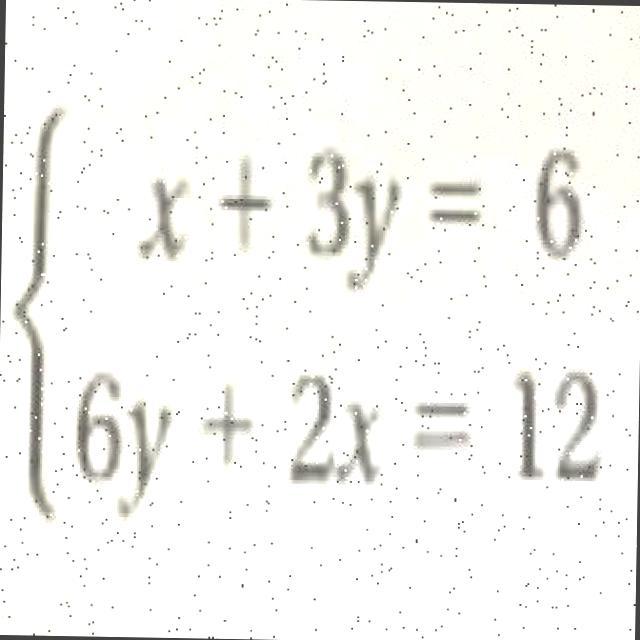 x + 3y = 6
6y + 2x = 12